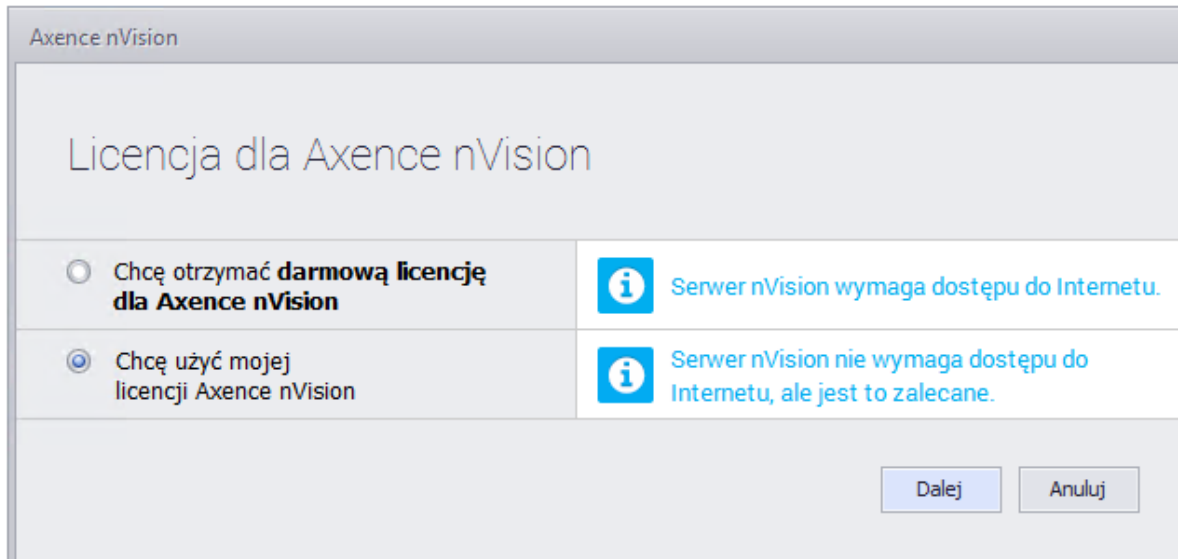 Axence nVision
Licencja dla Axence nVision
Chcę otrzymać darmową licencję
dla Axence nVision
Serwer nVision wymaga dostępu do Internetu.
Chcę użyć mojej
licencji Axence nVision
Serwer nVision nie wymaga dostępu do
Internetu, ale jest to zalecane.
Dalej
Anuluj